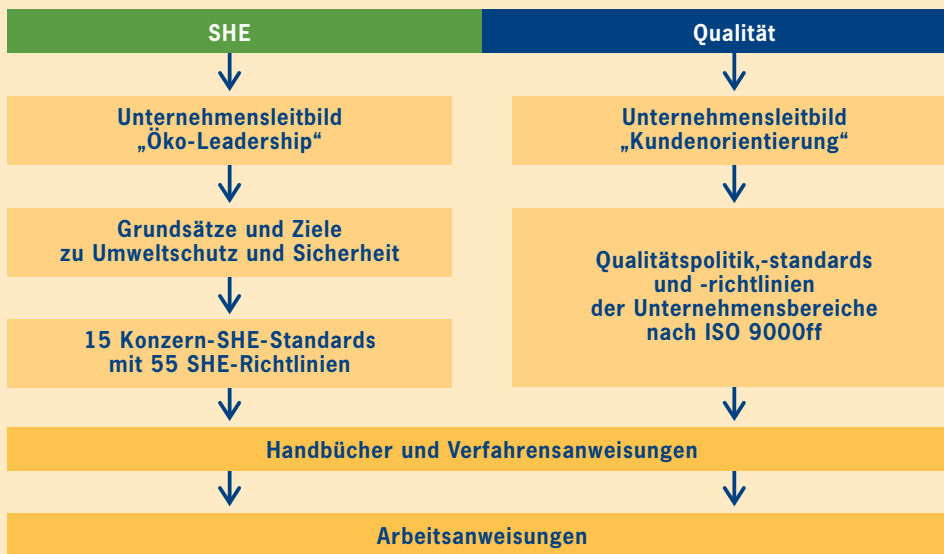 SHE
Qualität
Unternehmensleitbild
„Öko-Leadership“
Unternehmensleitbild
„Kundenorientierung“
Grundsätze und Ziele
zu Umweltschutz und Sicherheit
Qualitätspolitik,-standards
und -richtlinien
der Unternehmensbereiche
nach ISO 9000ff
15 Konzern-SHE-Standards
mit 55 SHE-Richtlinien
Handbücher und Verfahrensanweisungen
Arbeitsanweisungen